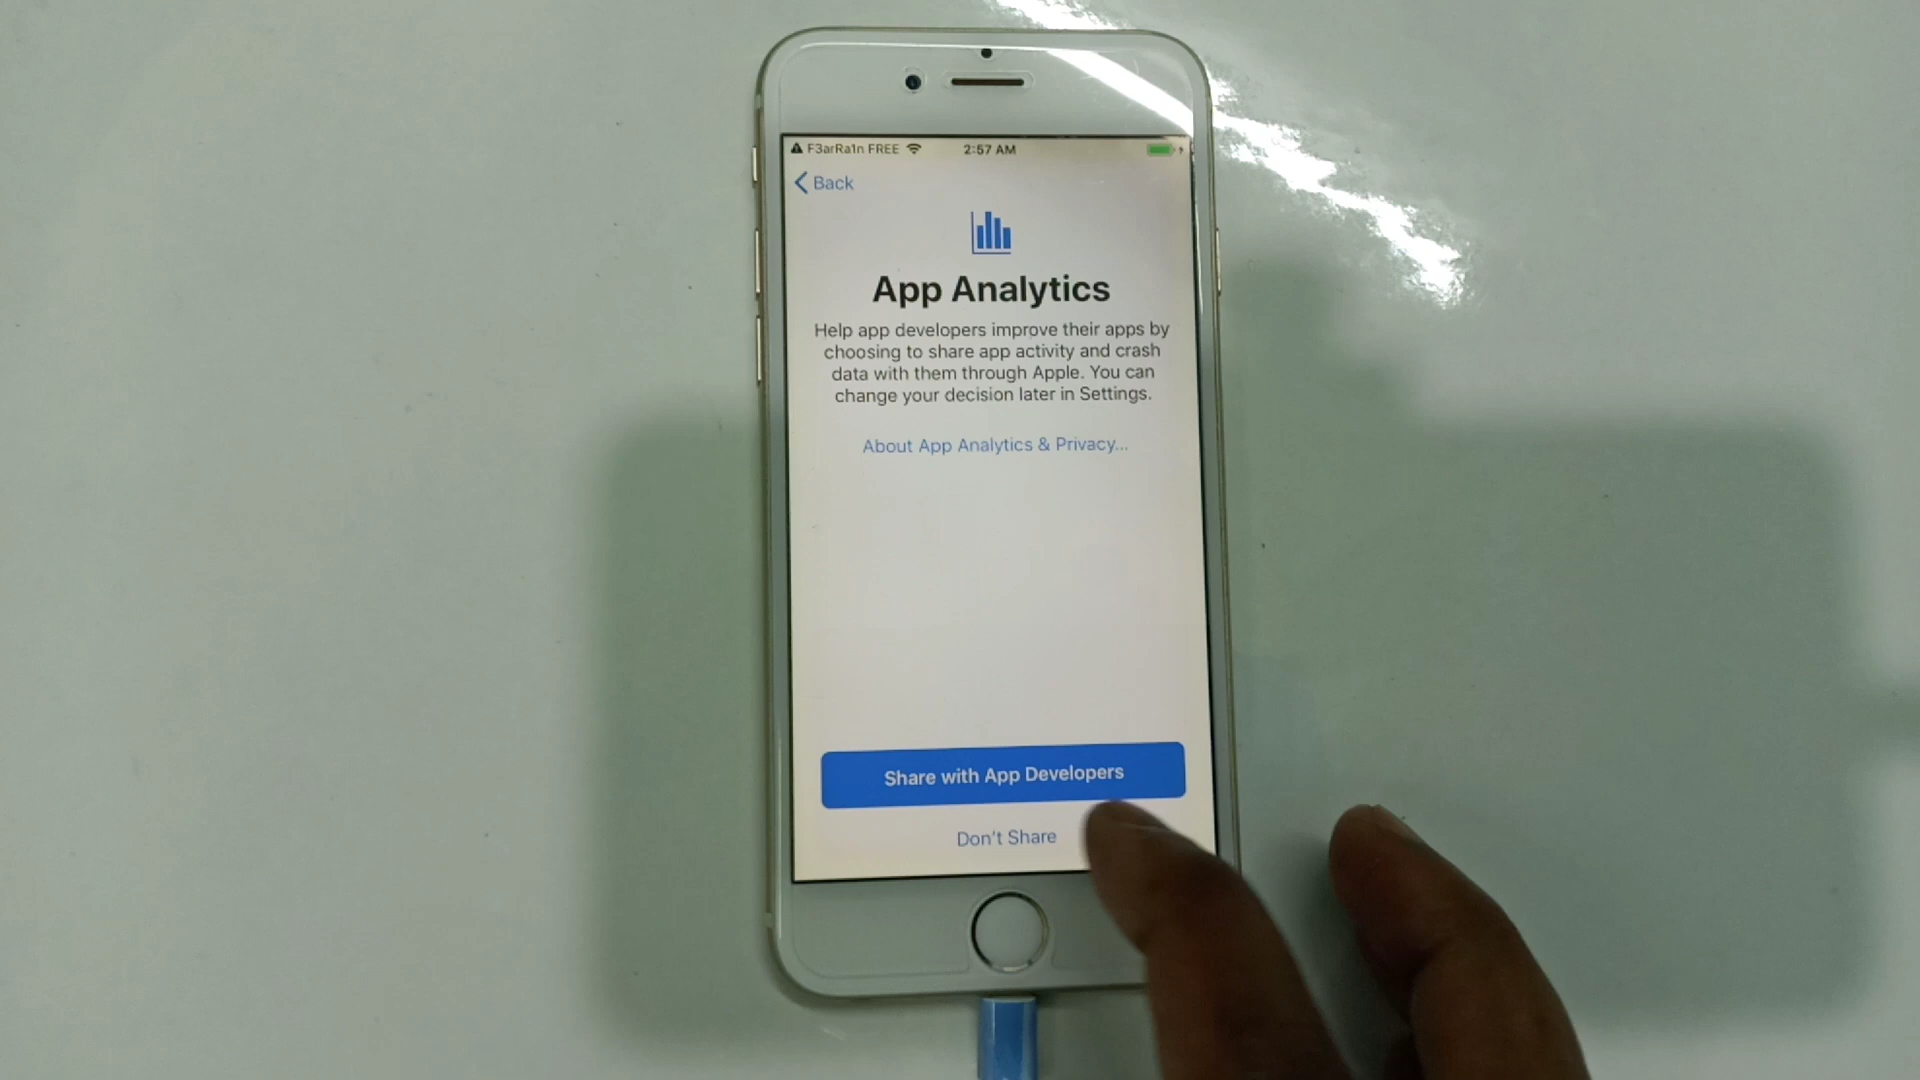 F3arRa1n FREE
2:57 AM
Back
App Analytics
Help app developers improve their apps by
choosing to share app activity and crash
data with them through Apple. You can
change your decision later in Settings.
About App Analytics & Privacy...
Share with App Developers
Don't Share